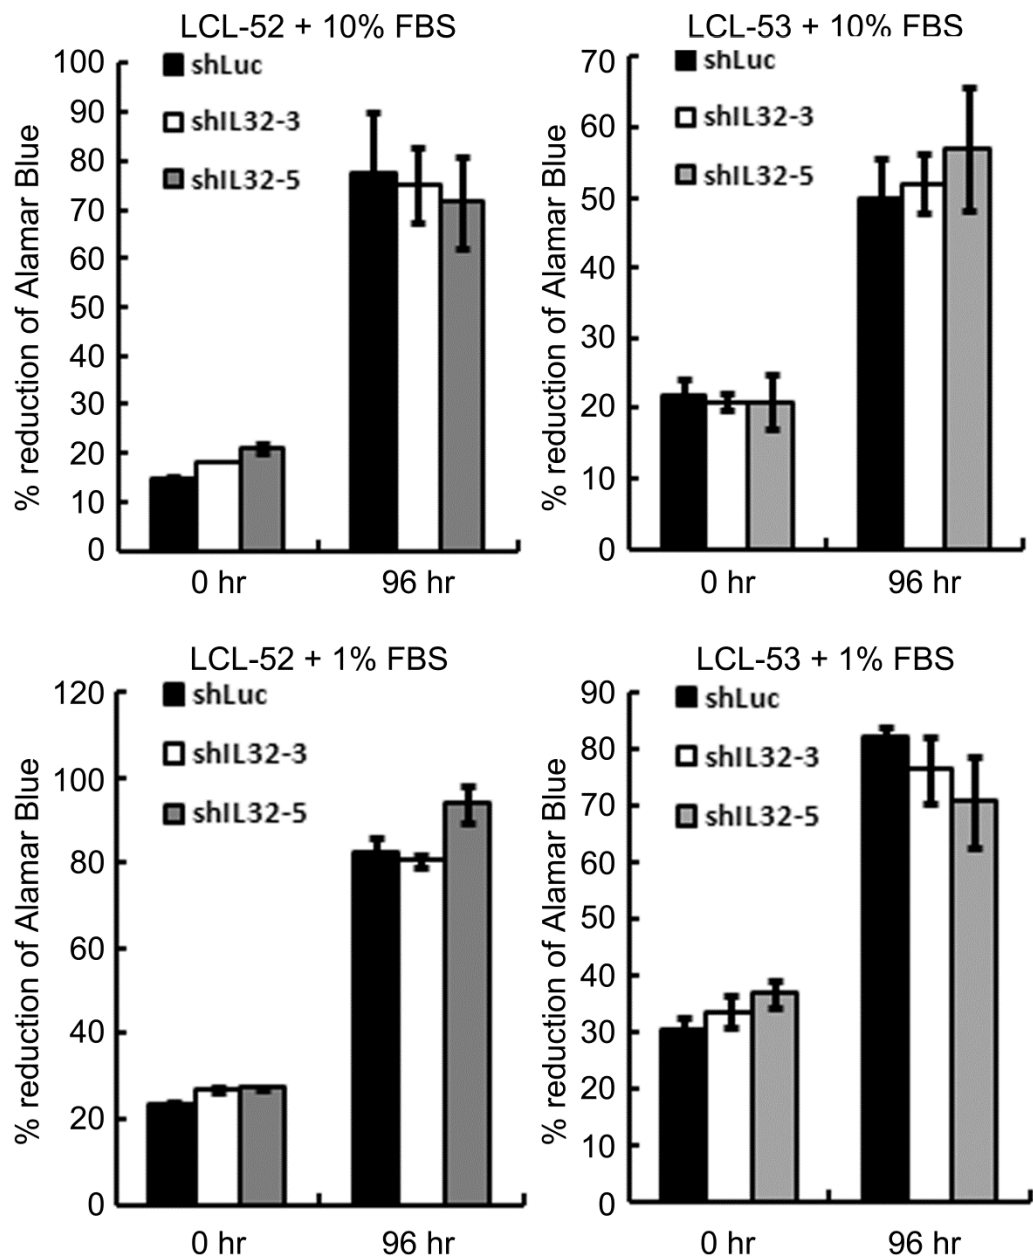 LCL-52 + 10% FBS
% reduction of Alamar Blue
100
90
80
70
60
50
40
30
20
10
0
shLuc
shIL32-3
shIL32-5
0 hr
96 hr
LCL-53 + 10% FBS
% reduction of Alamar Blue
70
60
50
40
30
20
10
0
shLuc
shIL32-3
shIL32-5
0 hr
96 hr
LCL-52 + 1% FBS
% reduction of Alamar Blue
120
100
80
60
40
20
0
shLuc
shIL32-3
shIL32-5
0 hr
96 hr
LCL-53 + 1% FBS
% reduction of Alamar Blue
90
80
70
60
50
40
30
20
10
0
shLuc
shIL32-3
shIL32-5
0 hr
96 hr